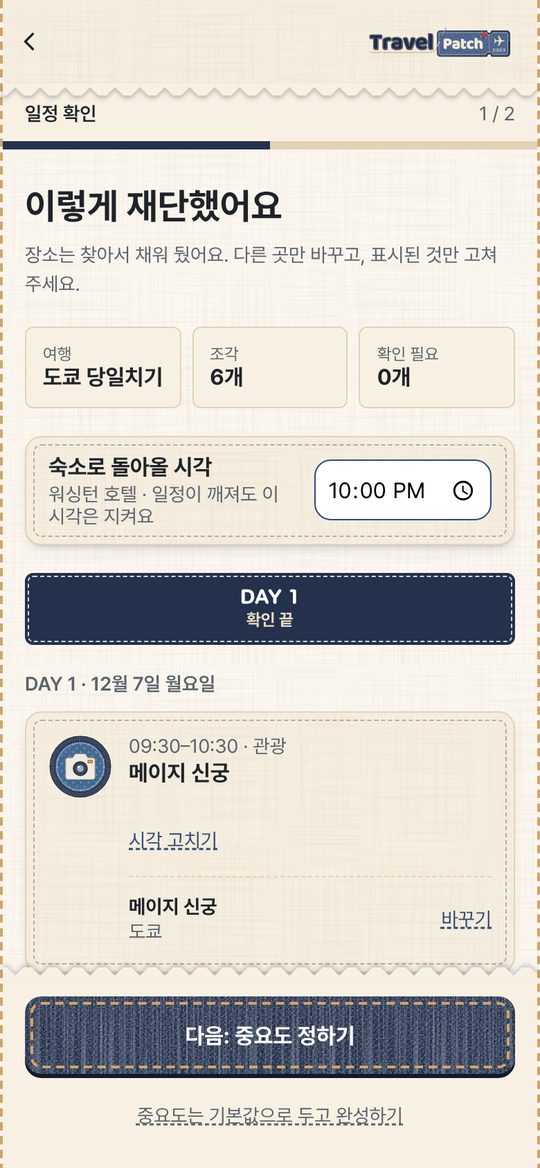 Travel Patch
일정 확인
1 / 2
이렇게 재단했어요
장소는 찾아서 채워 뒀어요. 다른 곳만 바꾸고, 표시된 것만 고쳐
주세요.
여행
도쿄 당일치기
조각
6개
확인 필요
0개
숙소로 돌아올 시각
워싱턴 호텔 · 일정이 깨져도 이
시각은 지켜요
10:00 PM
DAY 1
확인 끝
DAY 1 · 12월 7일 월요일
09:30–10:30 · 관광
메이지 신궁
시각 고치기
메이지 신궁
도쿄
바꾸기
다음: 중요도 정하기
중요도는 기본값으로 두고 완성하기